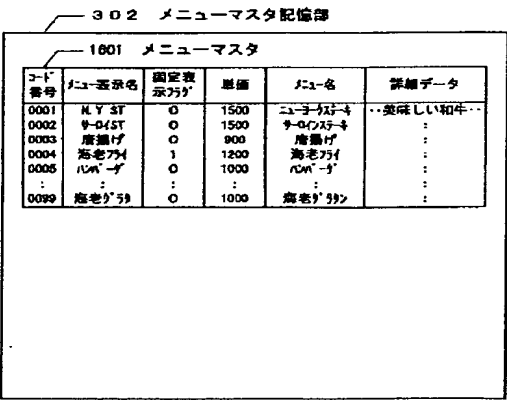 302 メニューマスタ記憶部
1601 メニューマスタ
コード番号 メニュー表示名 固定表示フラグ 単価 メニュー名 詳細データ
0001 N.Y ST 0 1500 ニューヨークステーキ ・・美味しい和牛・・
0002 サーロイST 0 1500 サーロインステーキ :
0003 唐揚げ 0 900 唐揚げ :
0004 海老フライ 1 1200 海老フライ :
0005 ハンバーグ 0 1000 ハンバーグ :
: : : : : :
0099 海老グラタ 0 1000 海老グラタン :